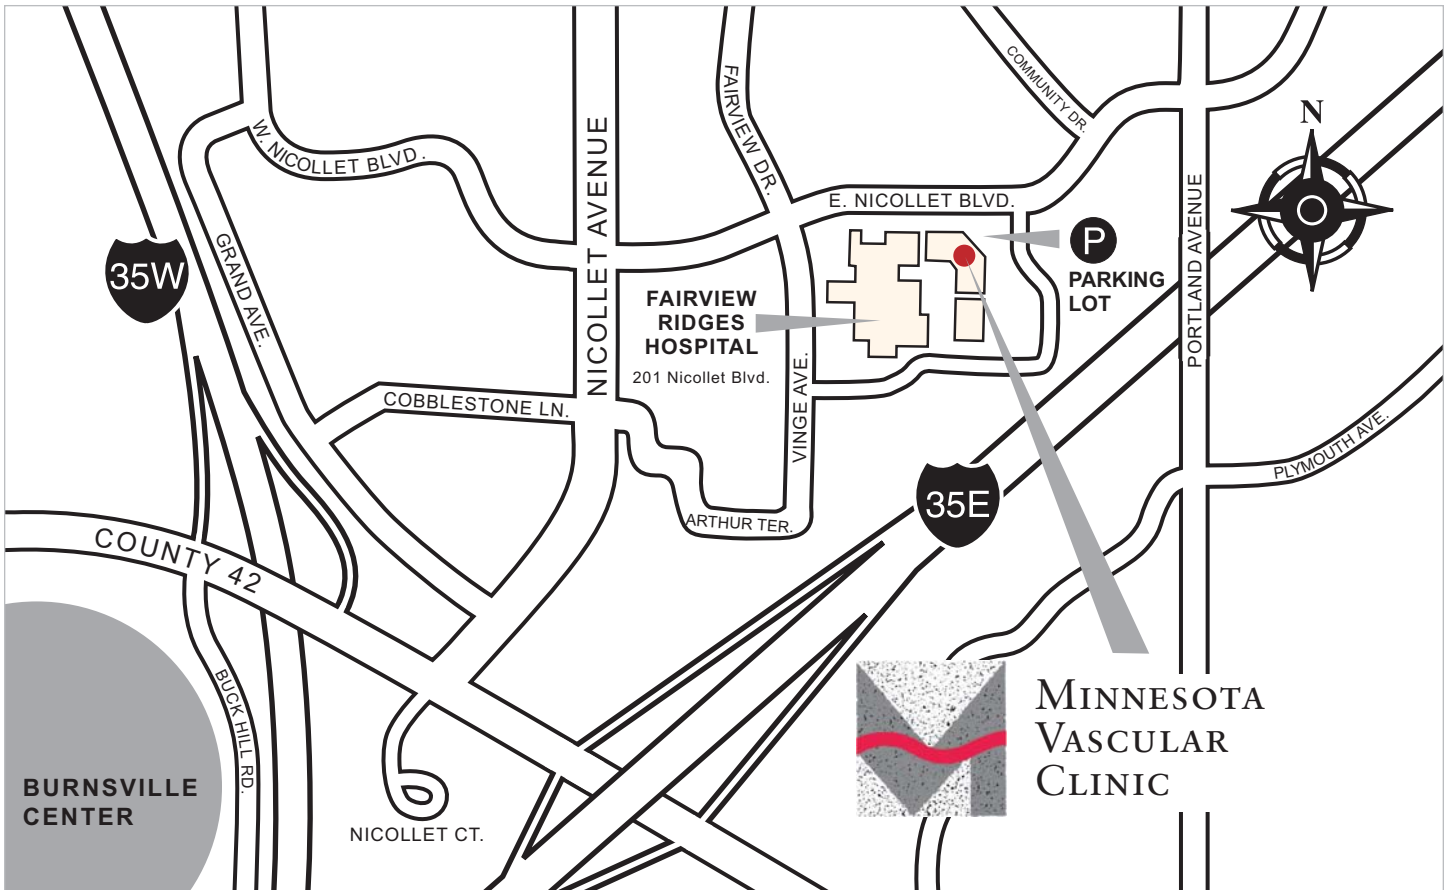 COMMUNITY DR.
FAIRVIEW DR.
N
W. NICOLLET BLVD.
NICOLLET AVENUE
E. NICOLLET BLVD.
PORTLAND AVENUE
P
PARKING
LOT
35W
GRAND AVE.
FAIRVIEW
RIDGES
HOSPITAL
201 Nicollet Blvd.
VINGE AVE.
COBBLESTONE LN.
PLYMOUTH AVE.
35E
ARTHUR TER.
COUNTY 42
BUCK HILL RD.
MINNESOTA
VASCULAR
CLINIC
BURNSVILLE
CENTER
NICOLLET CT.